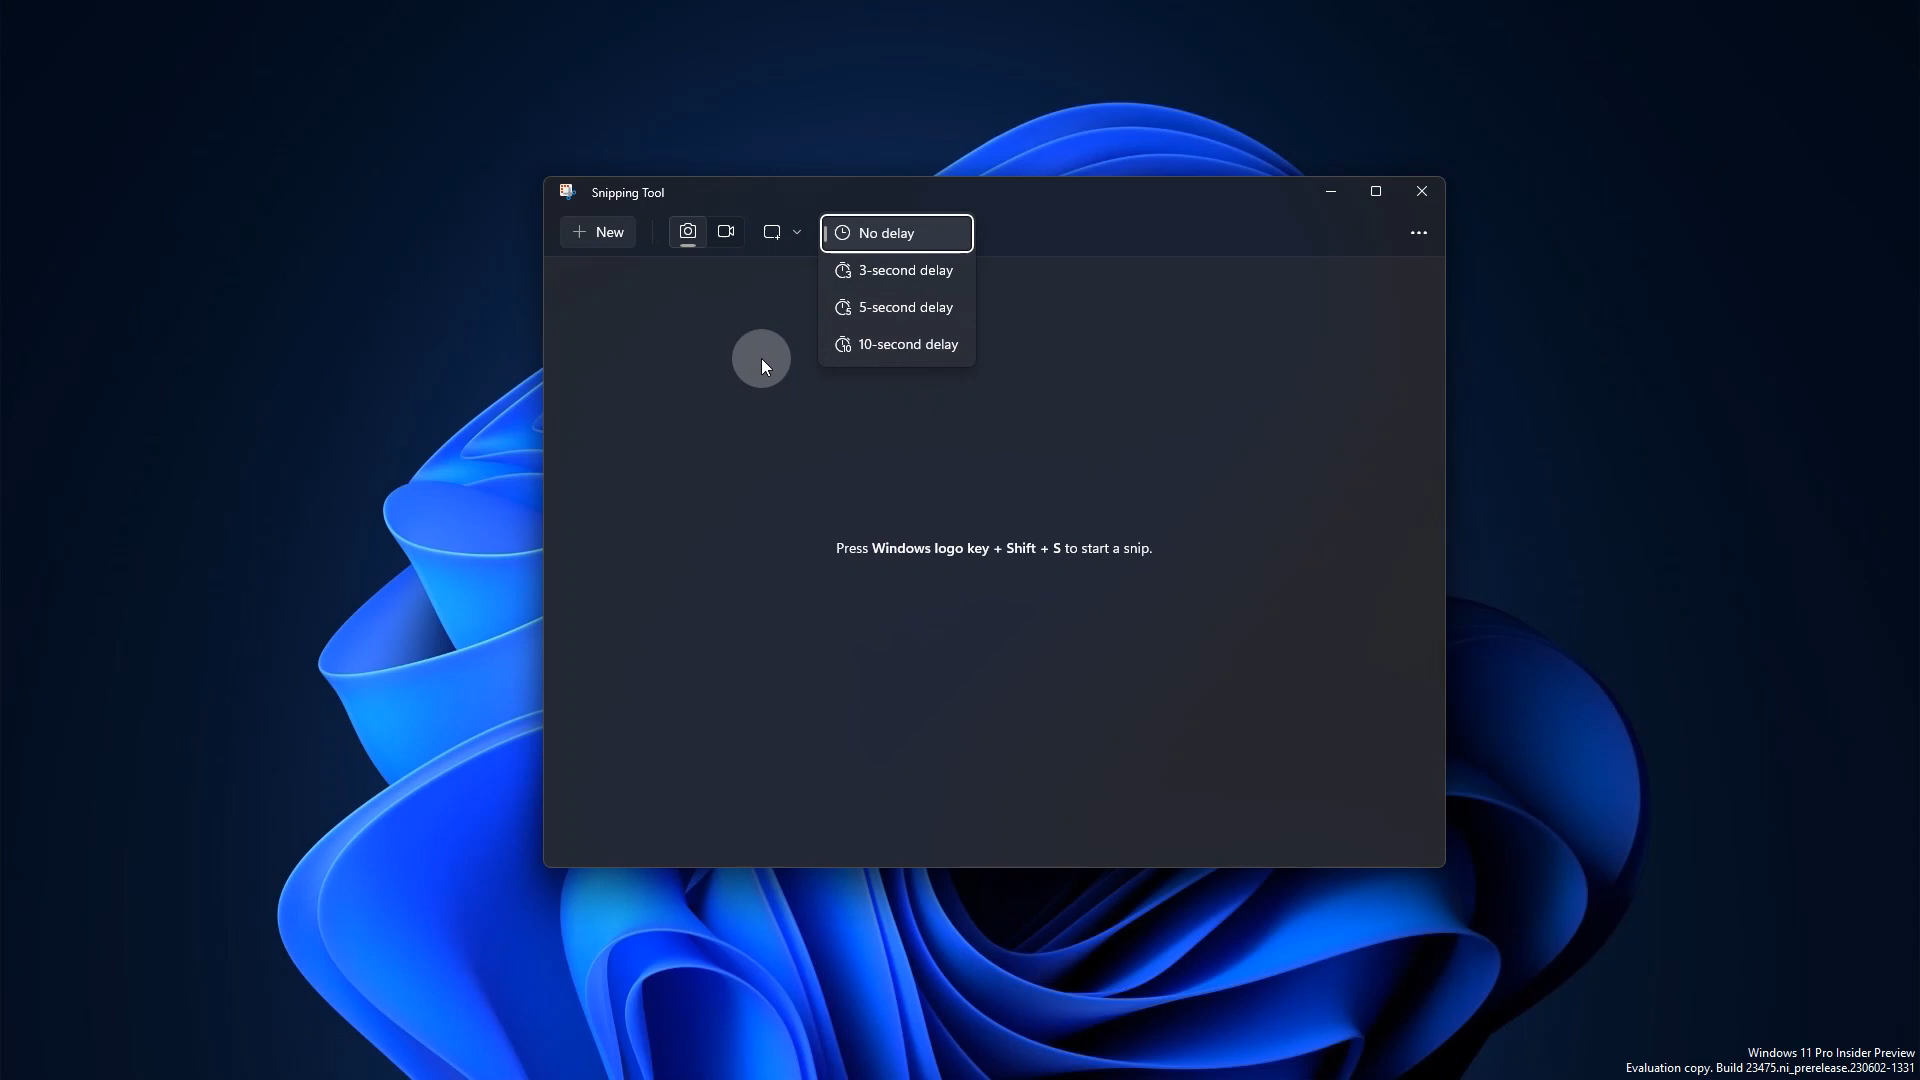 Snipping Tool
New
No delay
3-second delay
5-second delay
10-second delay
Press Windows logo key + Shift + S to start a snip.
Windows 11 Pro Insider Preview
Evaluation copy. Build 23475.ni_prerelease.230602-1331